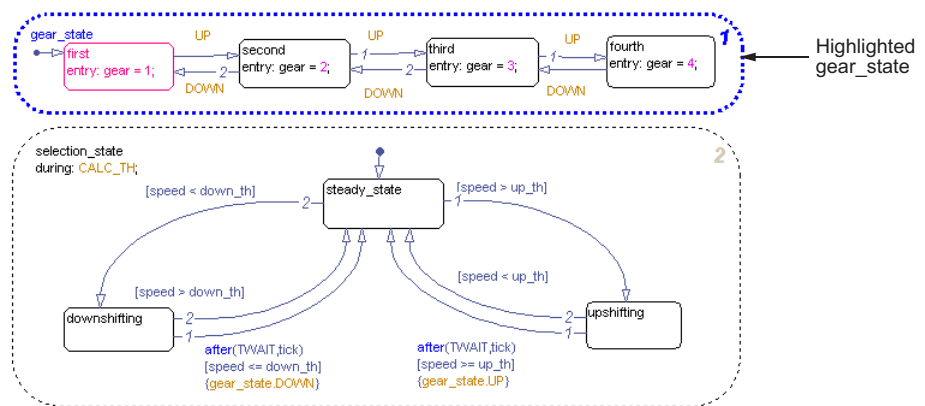 gear_state
1
first
entry: gear = 1;
UP
2
DOWN
second
entry: gear = 2;
1
UP
2
DOWN
third
entry: gear = 3;
1
UP
DOWN
fourth
entry: gear = 4;
Highlighted
gear_state
selection_state
during: CALC_TH;
2
[speed < down_th]
2
steady_state
1
[speed > up_th]
[speed > down_th]
[speed < up_th]
downshifting
2
1
upshifting
2
1
after(TWAIT,tick)
[speed <= down_th]
{gear_state.DOWN}
after(TWAIT,tick)
[speed >= up_th]
{gear_state.UP}